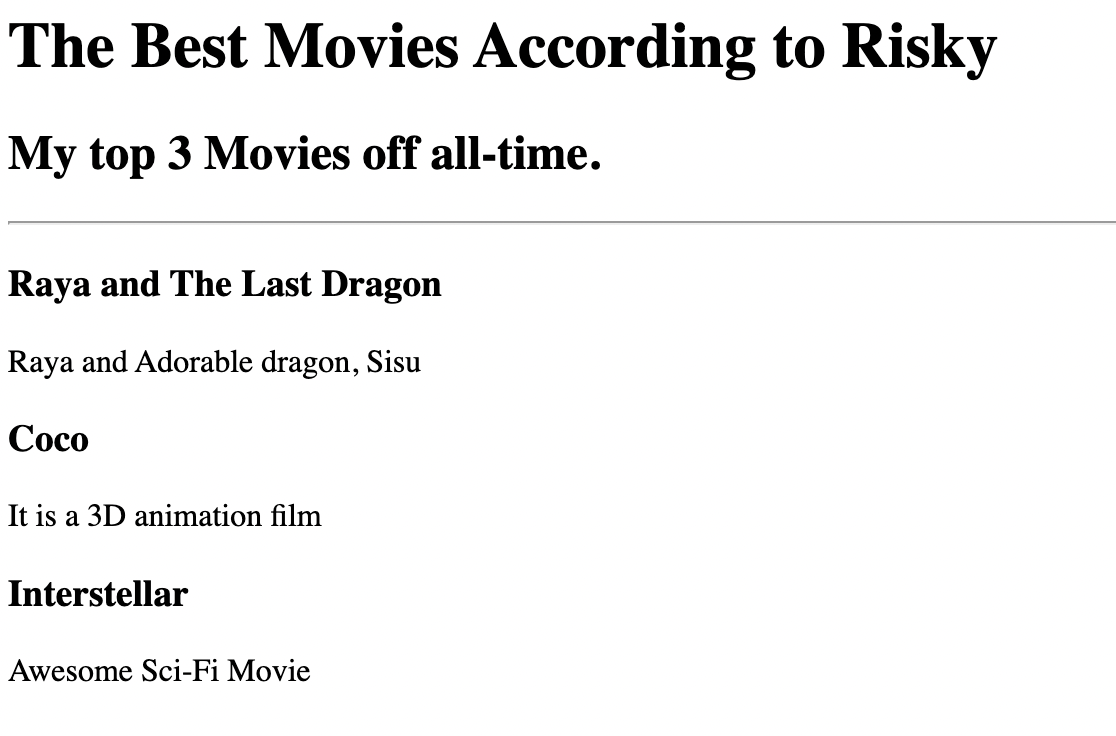 The Best Movies According to Risky
My top 3 Movies off all-time.
Raya and The Last Dragon
Raya and Adorable dragon, Sisu
Coco
It is a 3D animation film
Interstellar
Awesome Sci-Fi Movie